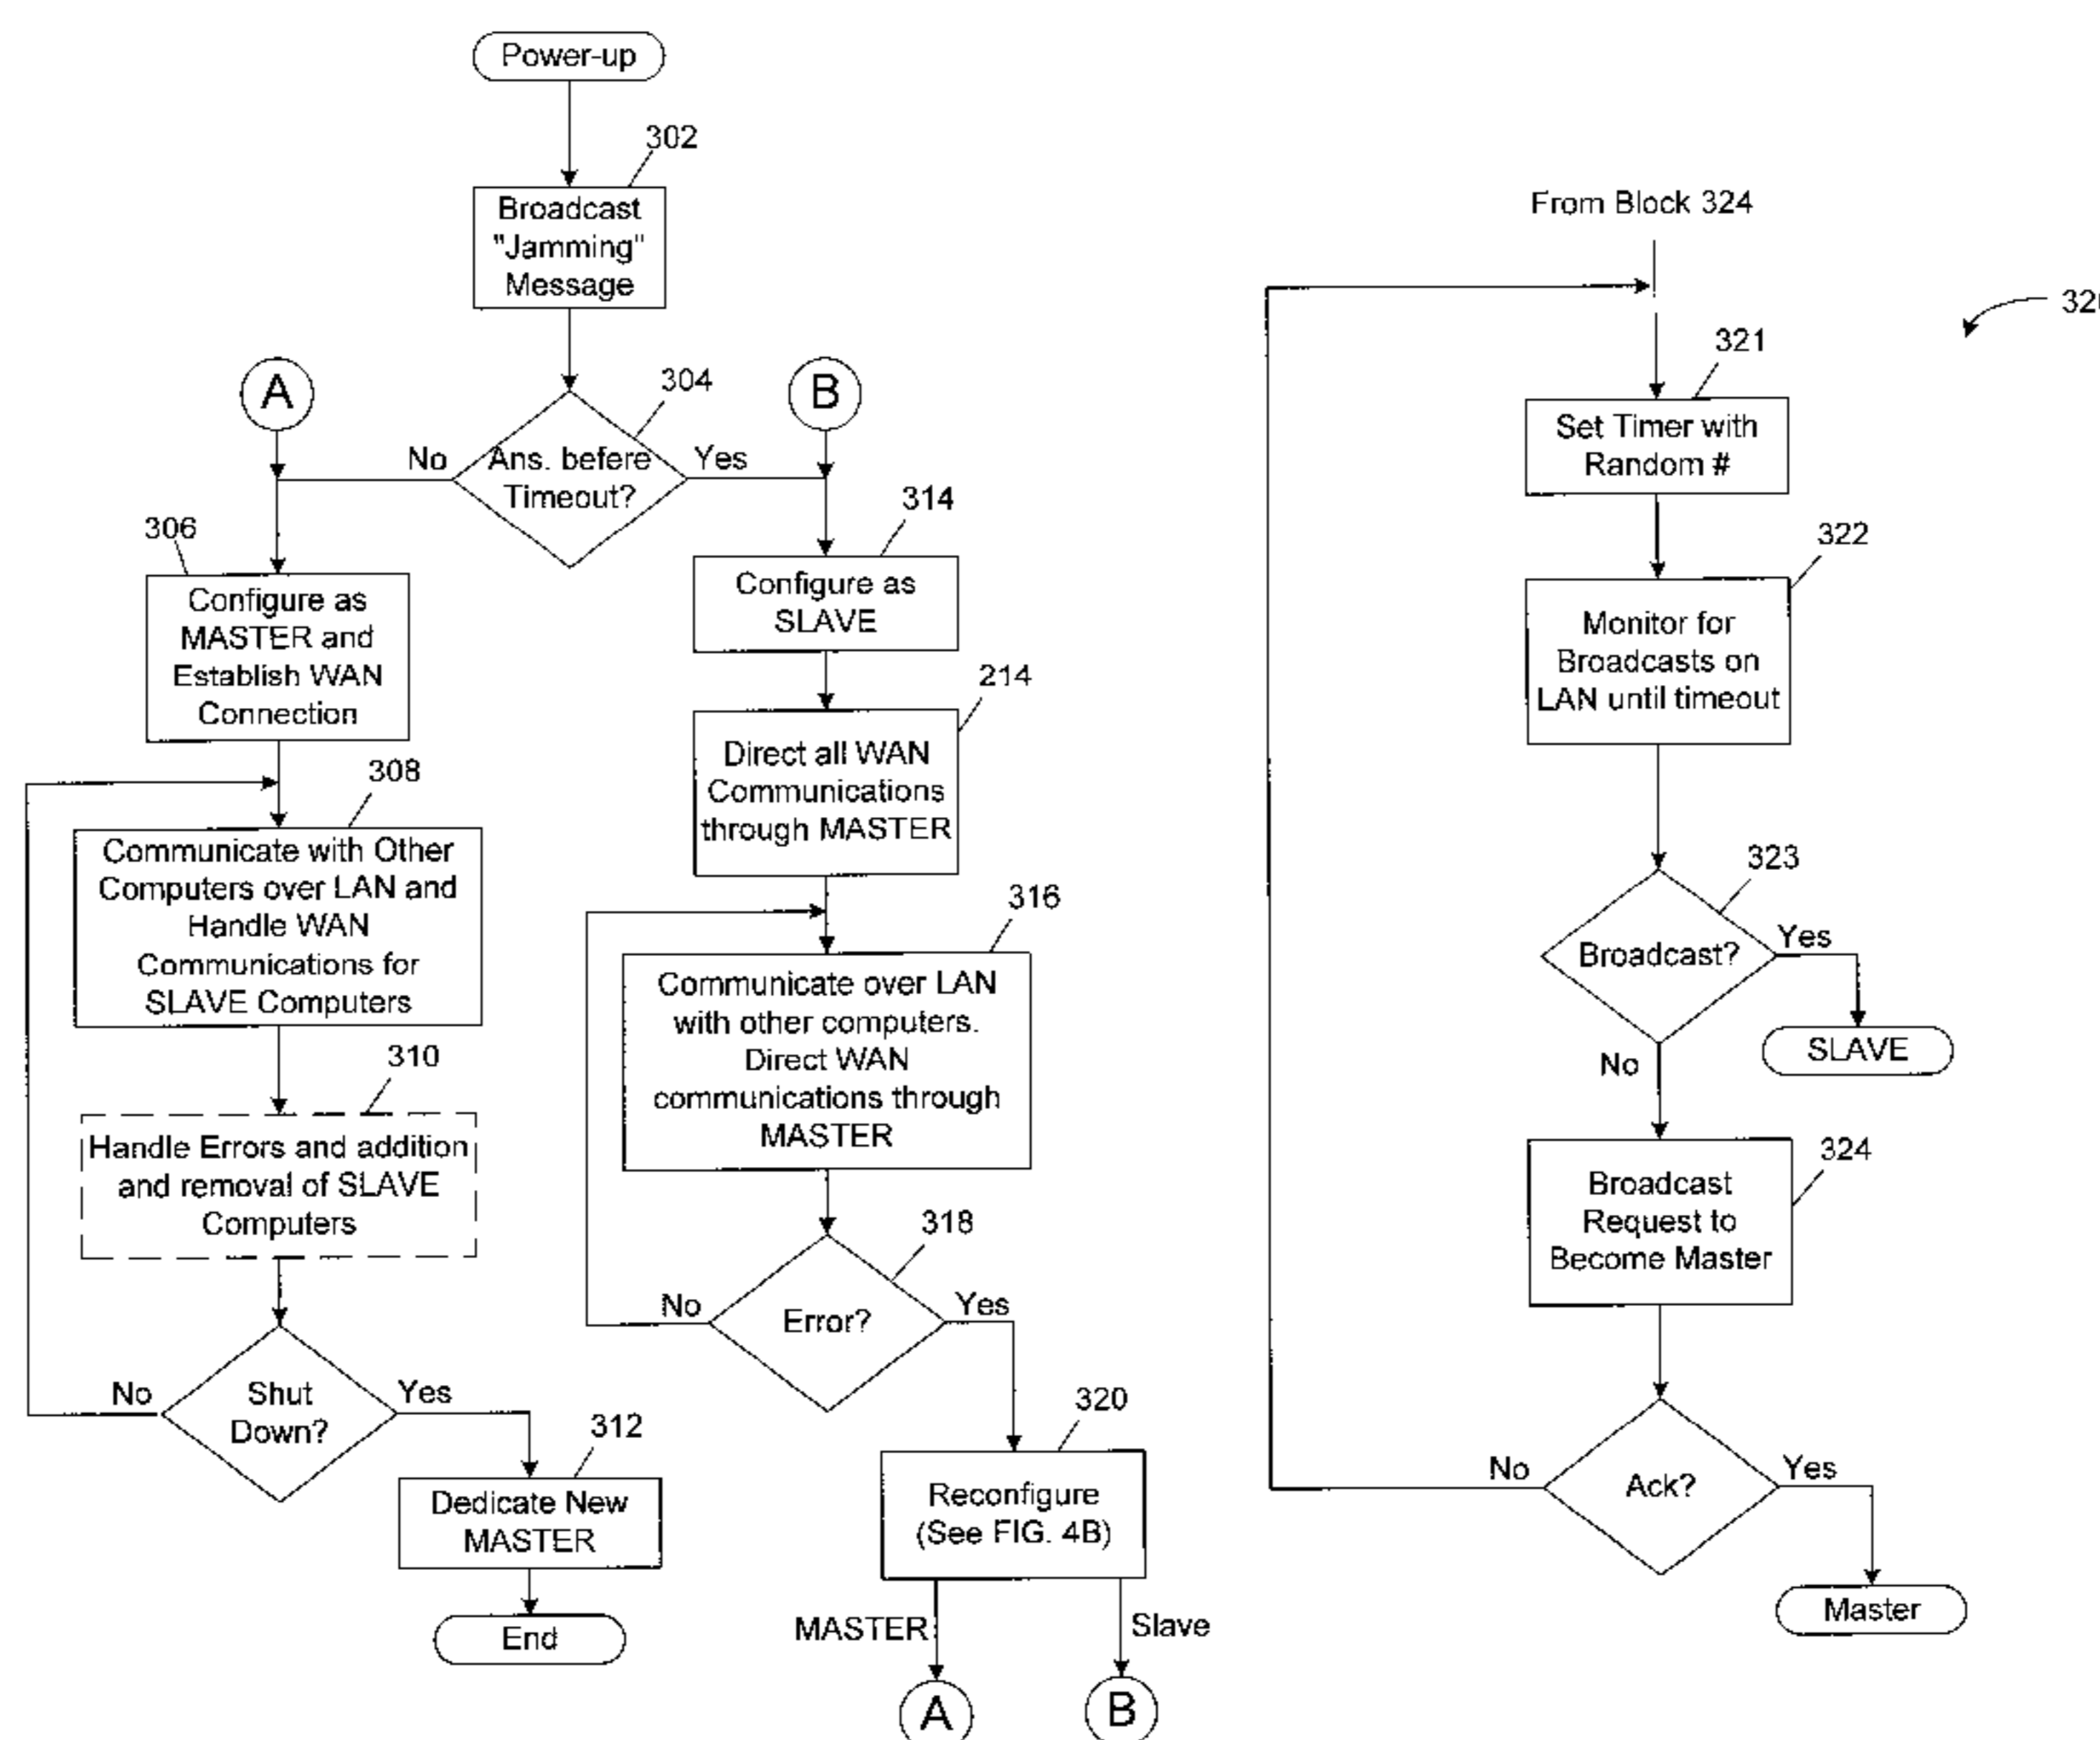 Power-up
302
Broadcast
"Jamming"
Message
A
B
304
No
Ans. befere
Timeout?
Yes
306
Configure as
MASTER and
Establish WAN
Connection
314
Configure as
SLAVE
214
Direct all WAN
Communications
through MASTER
308
Communicate with Other
Computers over LAN and
Handle WAN
Communications for
SLAVE Computers
316
Communicate over LAN
with other computers.
Direct WAN
communications through
MASTER
310
Handle Errors and addition
and removal of SLAVE
Computers
318
No
Error?
Yes
No
Shut
Down?
Yes
312
Dedicate New
MASTER
End
320
Reconfigure
(See FIG. 4B)
MASTER
Slave
A
B
From Block 324
321
Set Timer with
Random #
322
Monitor for
Broadcasts on
LAN until timeout
323
Broadcast?
Yes
SLAVE
No
324
Broadcast
Request to
Become Master
No
Ack?
Yes
Master